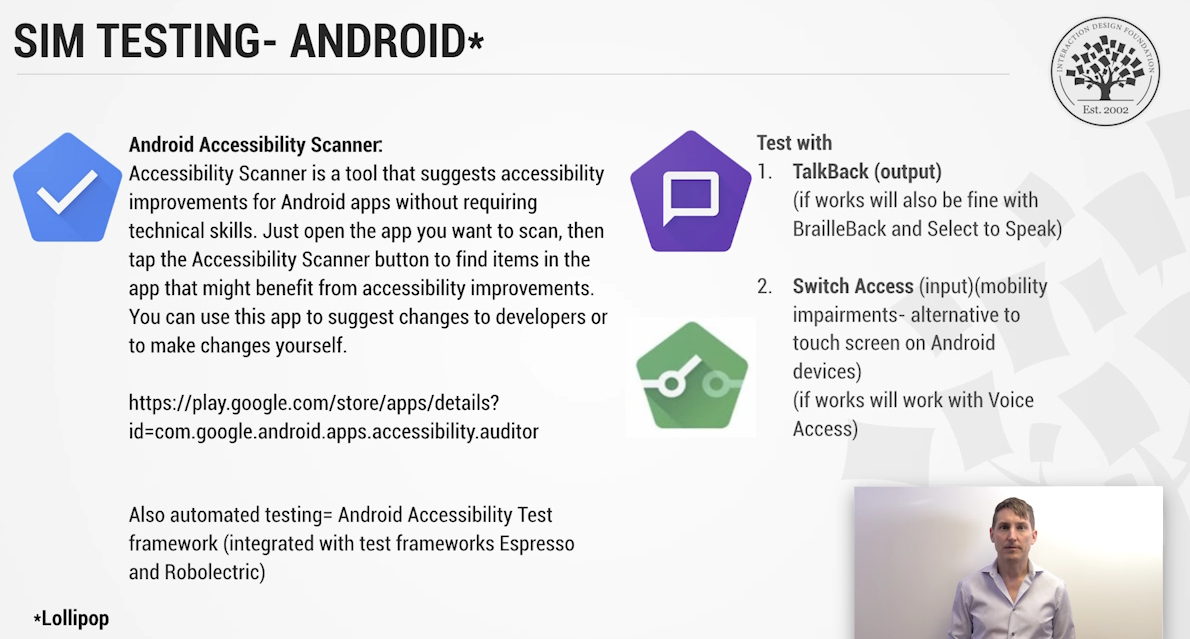 SIM TESTING- ANDROID*
INTERACTION DESIGN FOUNDATION
Est. 2002
Android Accessibility Scanner:
Accessibility Scanner is a tool that suggests accessibility
improvements for Android apps without requiring
technical skills. Just open the app you want to scan, then
tap the Accessibility Scanner button to find items in the
app that might benefit from accessibility improvements.
You can use this app to suggest changes to developers or
to make changes yourself.
https://play.google.com/store/apps/details?
id=com.google.android.apps.accessibility.auditor
Also automated testing= Android Accessibility Test
framework (integrated with test frameworks Espresso
and Robolectric)
*Lollipop
Test with
1. TalkBack (output)
(if works will also be fine with
BrailleBack and Select to Speak)
2. Switch Access (input)(mobility
impairments- alternative to
touch screen on Android
devices)
(if works will work with Voice
Access)